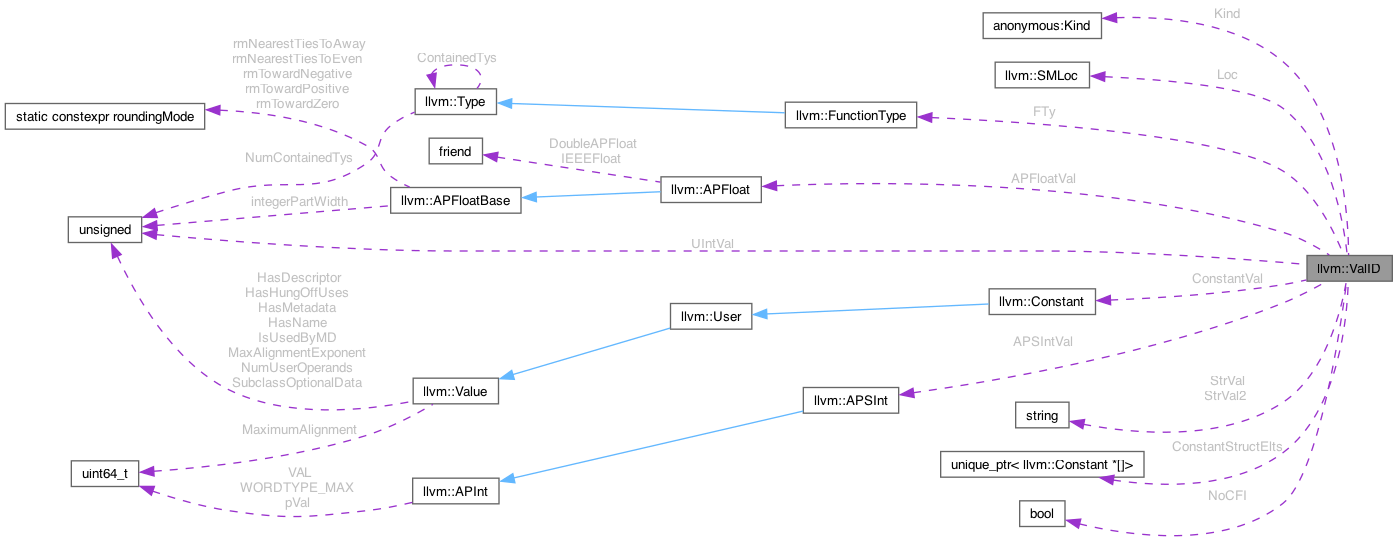 Kind
anonymous:Kind
rmNearestTiesToAway
rmNearestTiesToEven
rmTowardNegative
rmTowardPositive
rmTowardZero
ContainedTys
llvm::SMLoc
Loc
llvm::Type
static constexpr roundingMode
llvm::FunctionType
FTy
friend
DoubleAPFloat
IEEEFloat
NumContainedTys
APFloatVal
llvm::APFloat
integerPartWidth
llvm::APFloatBase
unsigned
UIntVal
llvm::ValID
HasDescriptor
HasHungOffUses
HasMetadata
HasName
IsUsedByMD
MaxAlignmentExponent
NumUserOperands
SubclassOptionalData
ConstantVal
llvm::Constant
llvm::User
APSIntVal
llvm::Value
llvm::APSInt
StrVal
StrVal2
string
MaximumAlignment
ConstantStructElts
unique_ptr< llvm::Constant *[]>
uint64_t
VAL
WORDTYPE_MAX
pVal
llvm::APInt
NoCFI
bool